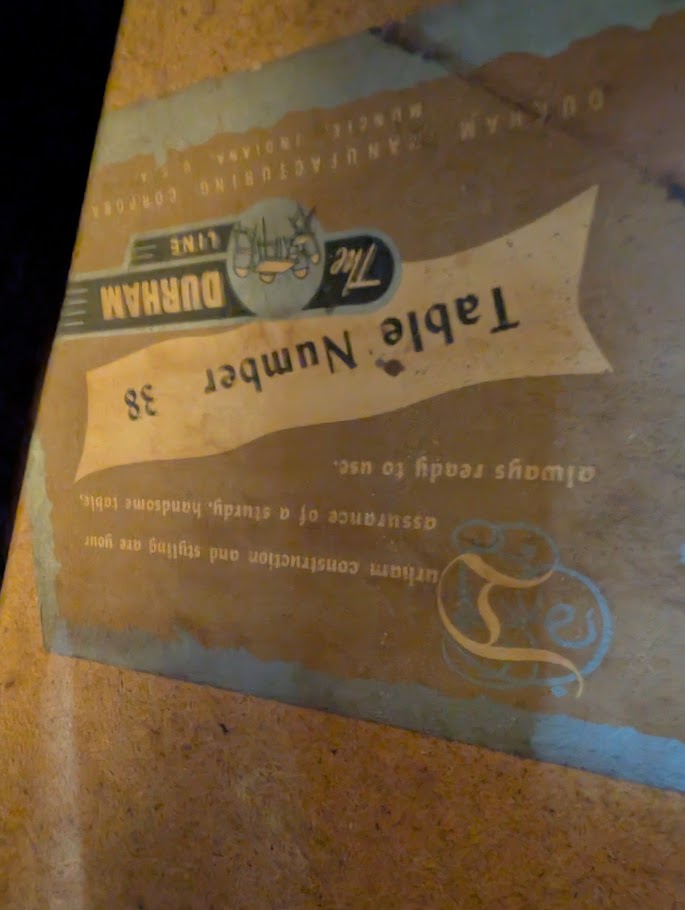 Durham construction and styling are your
assurance of a sturdy, handsome table,
always ready to use.
Table Number 38
The DURHAM
LINE
DURHAM MANUFACTURING CORPORA
MUNCIE, INDIANA, U.S.A.